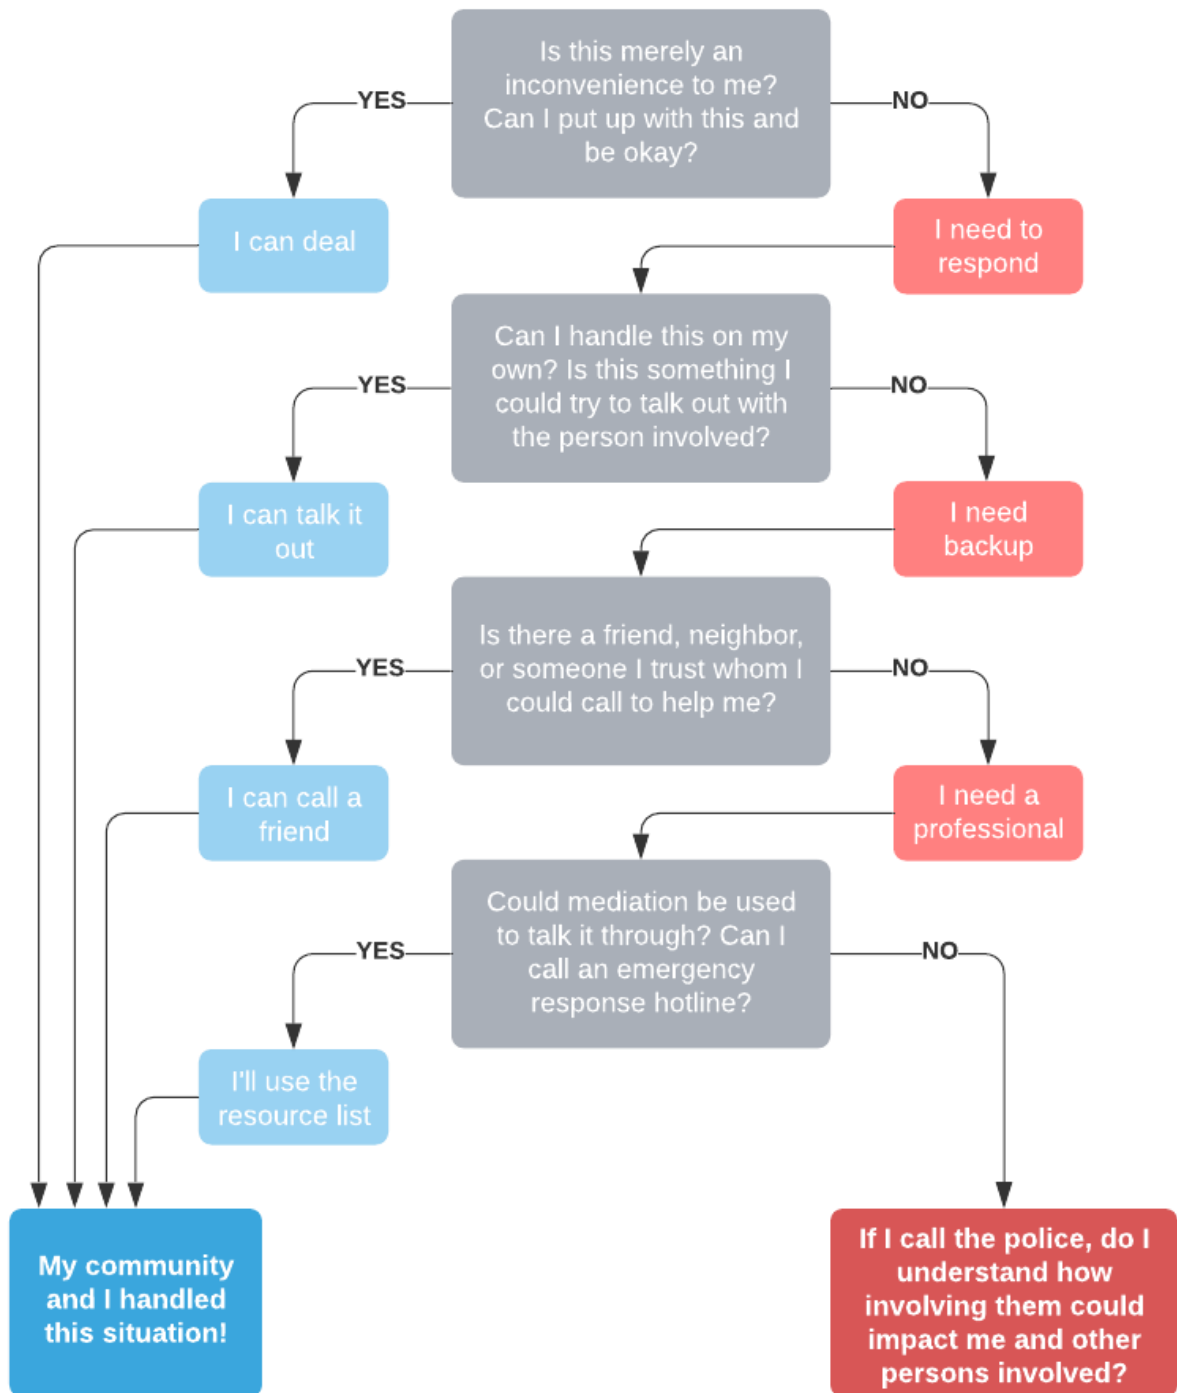 Is this merely an
inconvenience to me?
Can I put up with this and
be okay?
YES
NO
I can deal
I need to
respond
Can I handle this on my
own? Is this something I
could try to talk out with
the person involved?
YES
NO
I can talk it
out
I need
backup
Is there a friend, neighbor,
or someone I trust whom I
could call to help me?
YES
NO
I can call a
friend
I need a
professional
Could mediation be used
to talk it through? Can I
call an emergency
response hotline?
YES
NO
I'll use the
resource list
My community
and I handled
this situation!
If I call the police, do I
understand how
involving them could
impact me and other
persons involved?